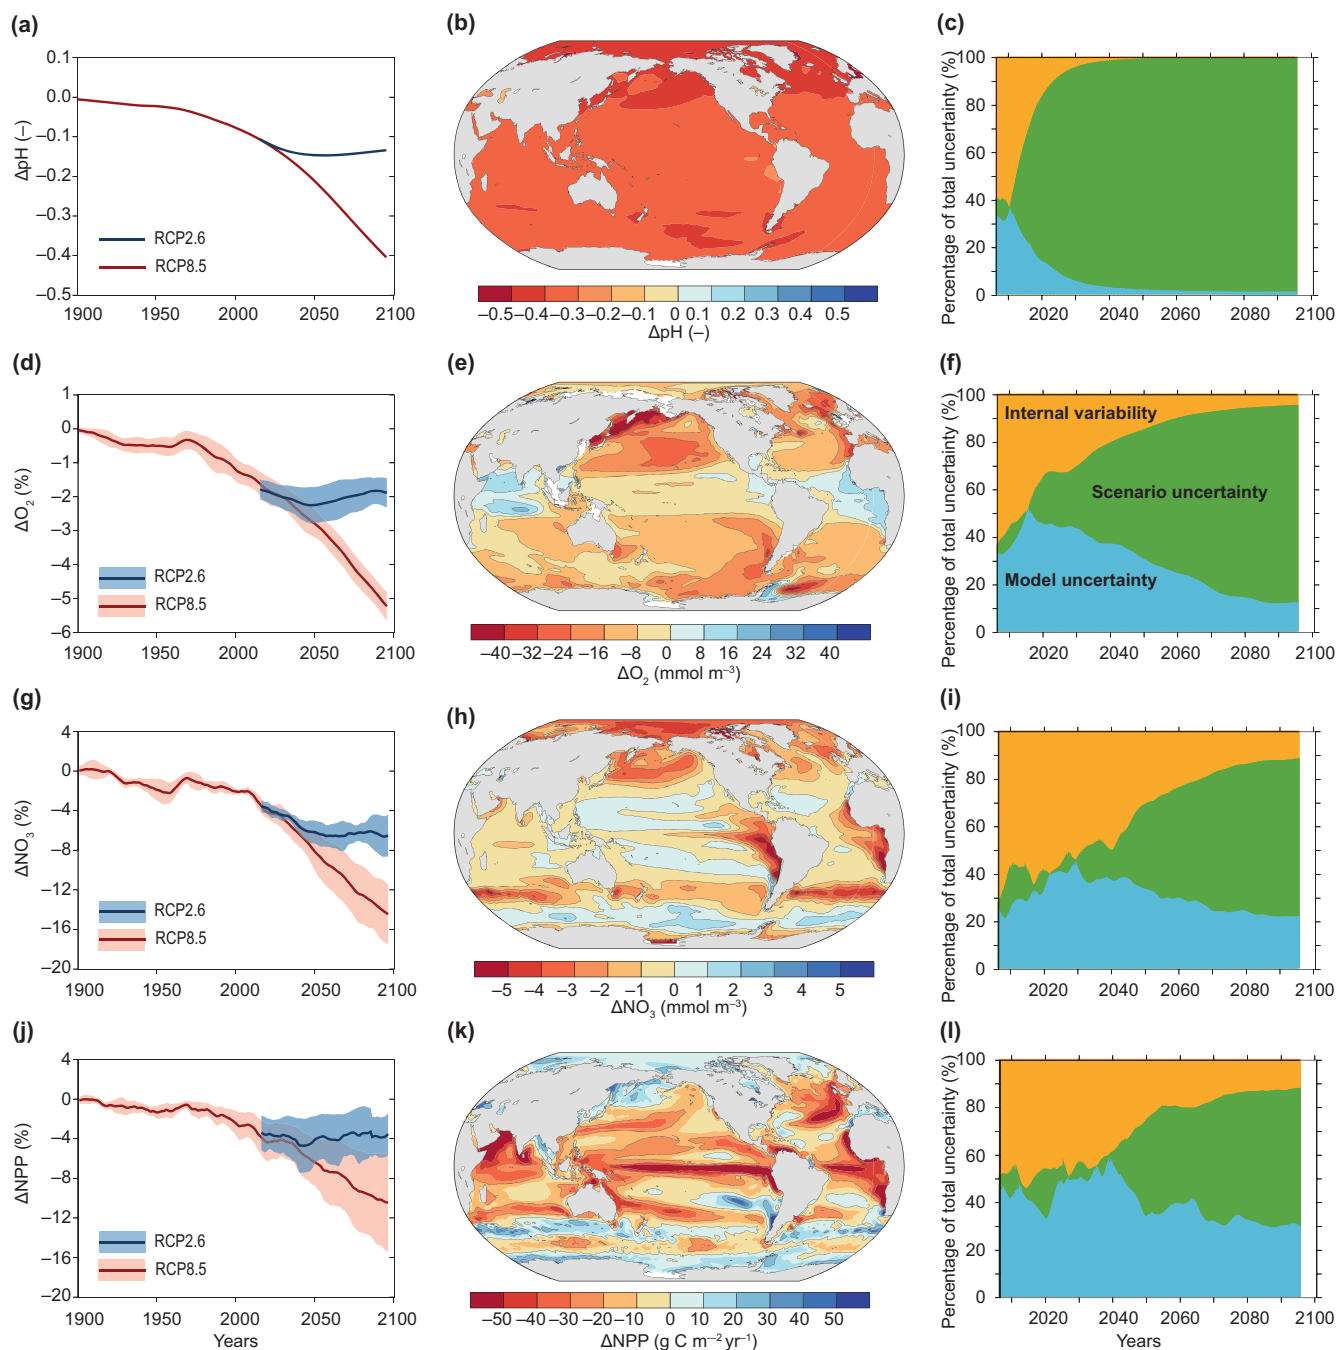 (a)
0.1
0.0
–0.1
–0.2
–0.3
–0.4
–0.5
ΔpH (–)
RCP2.6
RCP8.5
1900 1950 2000 2050 2100
(b)
–0.5 –0.4 –0.3 –0.2 –0.1 0 0.1 0.2 0.3 0.4 0.5
ΔpH (–)
(c)
Percentage of total uncertainty (%)
100
80
60
40
20
0
2020 2040 2060 2080 2100
(d)
1
0
–1
–2
–3
–4
–5
–6
ΔO₂ (%)
RCP2.6
RCP8.5
1900 1950 2000 2050 2100
(e)
–40 –32 –24 –16 –8 0 8 16 24 32 40
ΔO₂ (mmol m⁻³)
(f)
Percentage of total uncertainty (%)
100
80
60
40
20
0
Internal variability
Scenario uncertainty
Model uncertainty
2020 2040 2060 2080 2100
(g)
4
0
–4
–8
–12
–16
–20
ΔNO₃ (%)
RCP2.6
RCP8.5
1900 1950 2000 2050 2100
(h)
–5 –4 –3 –2 –1 0 1 2 3 4 5
ΔNO₃ (mmol m⁻³)
(i)
Percentage of total uncertainty (%)
100
80
60
40
20
0
2020 2040 2060 2080 2100
(j)
4
0
–4
–8
–12
–16
–20
ΔNPP (%)
RCP2.6
RCP8.5
1900 1950 2000 2050 2100
Years
(k)
–50 –40 –30 –20 –10 0 10 20 30 40 50
ΔNPP (g C m⁻² yr⁻¹)
(l)
Percentage of total uncertainty (%)
100
80
60
40
20
0
2020 2040 2060 2080 2100
Years